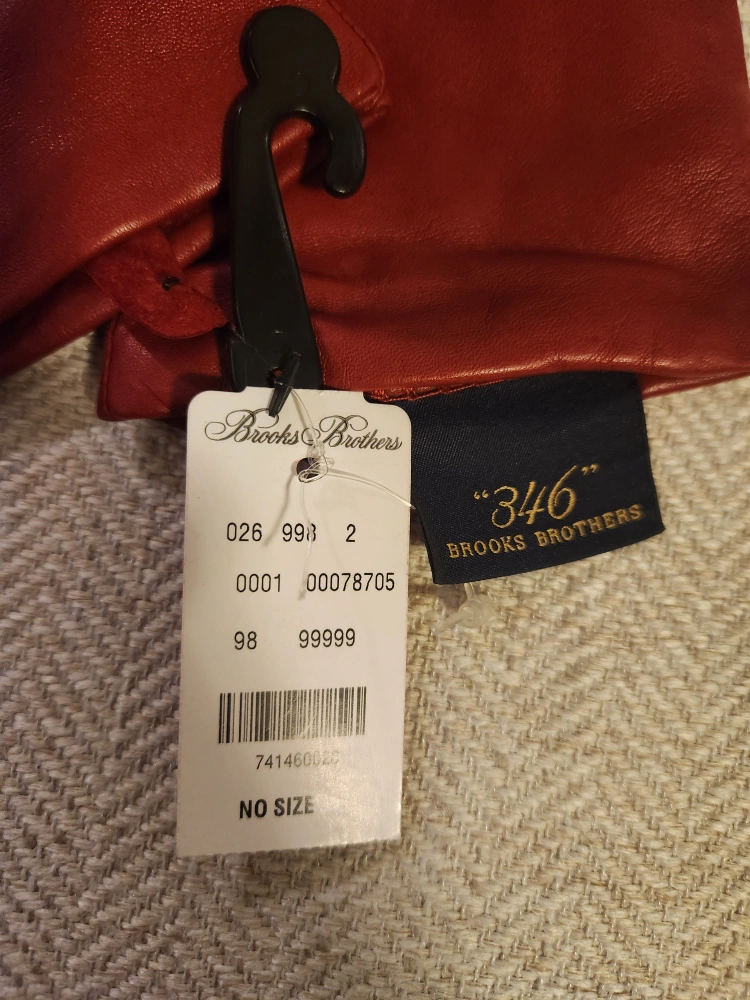 Brooks Brothers
026 998 2
0001 00078705
98 99999
NO SIZE
"346"
BROOKS BROTHERS